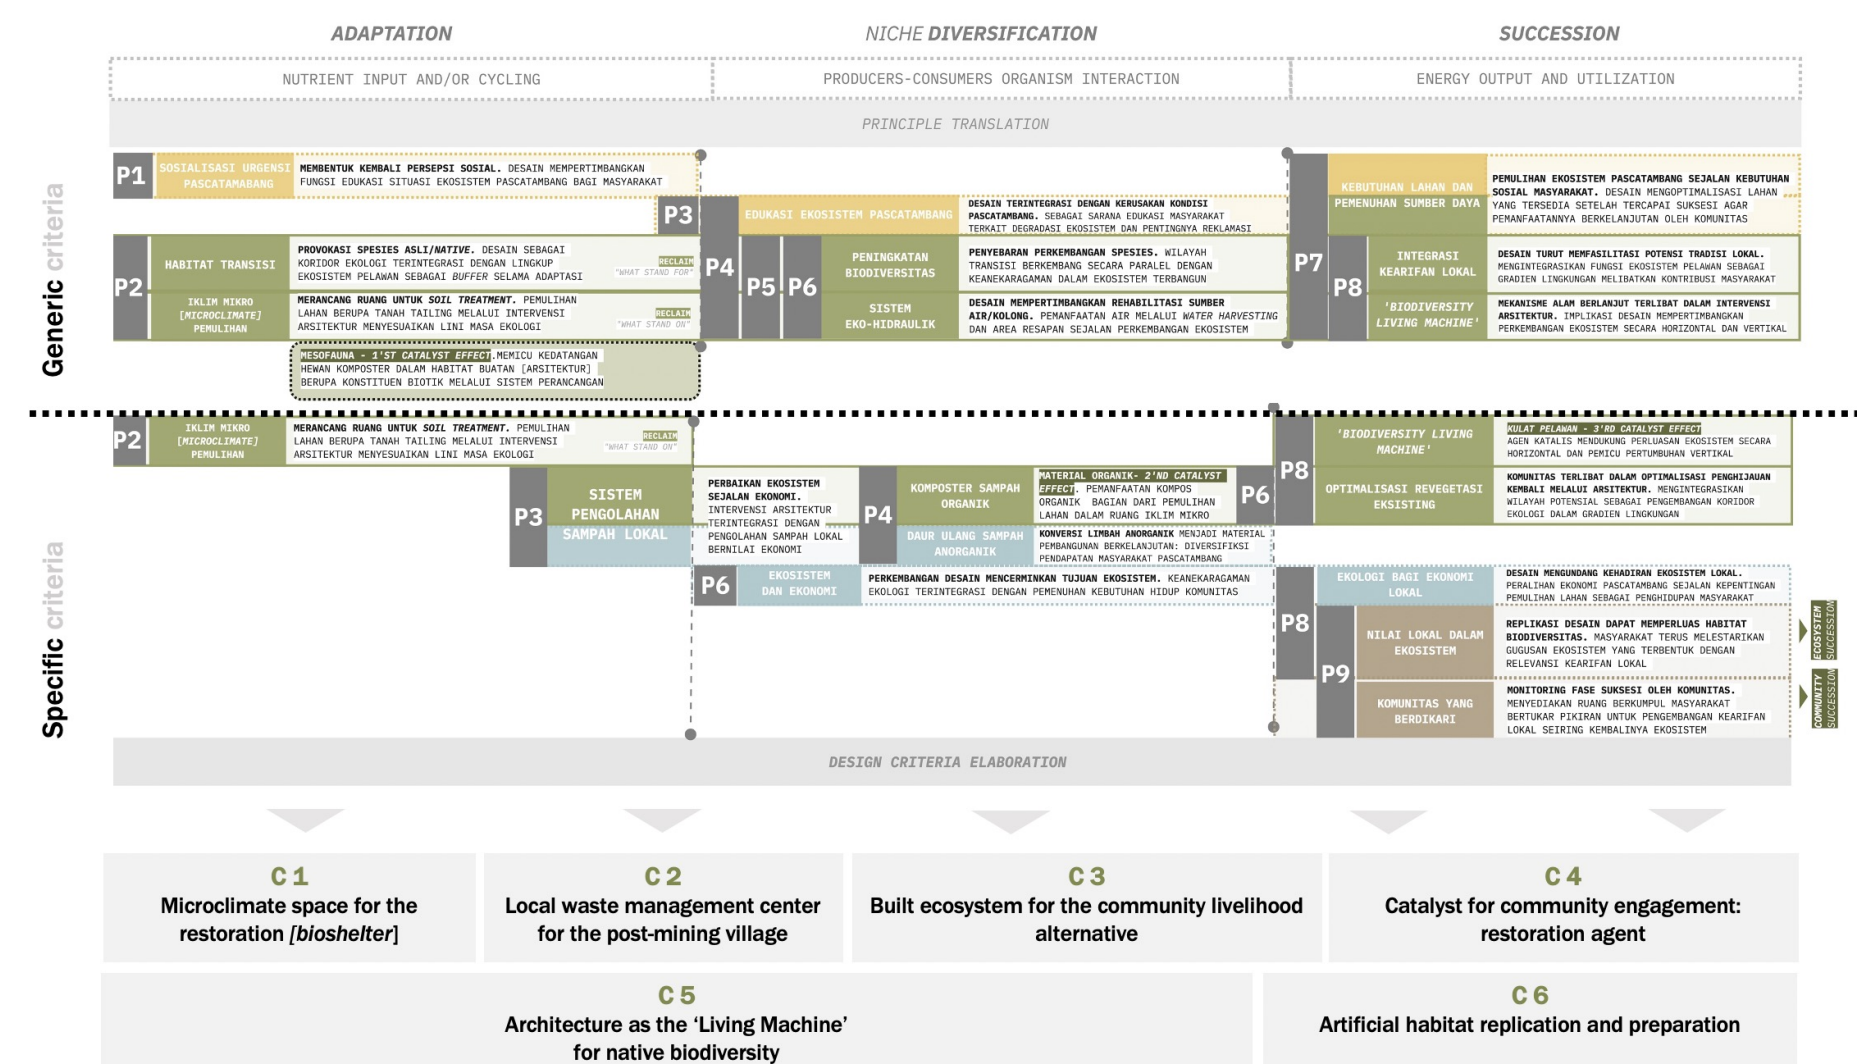 ADAPTATION
NICHE DIVERSIFICATION
SUCCESSION
NUTRIENT INPUT AND/OR CYCLING
PRODUCERS-CONSUMERS ORGANISM INTERACTION
ENERGY OUTPUT AND UTILIZATION
PRINCIPLE TRANSLATION
Generic criteria
P1
SOSIALISASI URGENSI
PASCATAMABANG
MEMBENTUK KEMBALI PERSEPSI SOSIAL. DESAIN MEMPERTIMBANGKAN
FUNGSI EDUKASI SITUASI EKOSISTEM PASCATAMBANG BAGI MASYARAKAT
P2
HABITAT TRANSISI
PROVOKASI SPESIES ASLI/NATIVE. DESEAIN SEBAGAI
KORIDOR EKOLOGI TERINTEGRASI DENGAN LINGKUP
EKOSISTEM PELAWAN SEBAGAI BUFFER SELAMA ADAPTASI
RECLAIM
"WHAT STAND FOR"
IKLIM MIKRO
[MICROCLIMATE]
PEMULIHAN
MERANCANG RUANG UNTUK SOIL TREATMENT. PEMULIHAN
LAHAN BERUPA TANAH TAILING MELALUI INTERVENSI
ARSITEKTUR MENYESUAIKAN LINI MASA EKOLOGI
RECLAIM
"WHAT STAND ON"
MESOFAUNA - 1'ST CATALYST EFFECT.MEMICU KEDATANGAN
HEWAN KOMPOSTER DALAM HABITAT BUATAN [ARSITEKTUR]
BERUPA KONSTITUEN BIOTIK MELALUI SISTEM PERANCANGAN
P3
P4
EDUKASI EKOSISTEM PASCATAMBANG
DESAIN TERINTEGRASI DENGAN KERUSAKAN KONDISI
PASCATAMBANG. SEBAGAI SARANA EDUKASI MASYARAKAT
TERKAIT DEGRADASI EKOSISTEM DAN PENTINGNYA REKLAMASI
P5
P6
PENINGKATAN
BIODIVERSITAS
PENYEBARAN PERKEMBANGAN SPESIES. WILAYAH
TRANSISI BERKEMBANG SECARA PARALEL DENGAN
KEANEKARAGAMAN DALAM EKOSISTEM TERBANGUN
SISTEM
EKO-HIDRAULIK
DESAIN MEMPERTIMBANGKAN REHABILITASI SUMBER
AIR/KOLONG. PEMANFAATAN AIR MELALUI WATER HARVESTING
DAN AREA RESAPAN SEJALAN PERKEMBANGAN EKOSISTEM
P7
KEBUTUHAN LAHAN DAN
PEMENUHAN SUMBER DAYA
PEMULIHAN EKOSISTEM PASCATAMBANG SEJALAN KEBUTUHAN
SOSIAL MASYARAKAT. DESAIN MENGOPTIMALISASI LAHAN
YANG TERSEDIA SETELAH TERCAPAI SUKSESI AGAR
PEMANFAATANNYA BERKELANJUTAN OLEH KOMUNITAS
P8
INTEGRASI
KEARIFAN LOKAL
DESAIN TURUT MEMFASILITASI POTENSI TRADISI LOKAL.
MENGINTEGRASIKAN FUNGSI EKOSISTEM PELAWAN SEBAGAI
GRADIEN LINGKUNGAN MELIBATKAN KONTRIBUSI MASYARAKAT
'BIODIVERSITY
LIVING MACHINE'
MEKANISME ALAM BERLANJUT TERLIBAT DALAM INTERVENSI
ARSITEKTUR. IMPLIKASI DESAIN MEMPERTIMBANGKAN
PERKEMBANGAN EKOSISTEM SECARA HORIZONTAL DAN VERTIKAL
Specific criteria
P2
IKLIM MIKRO
[MICROCLIMATE]
PEMULIHAN
MERANCANG RUANG UNTUK SOIL TREATMENT. PEMULIHAN
LAHAN BERUPA TANAH TAILING MELALUI INTERVENSI
ARSITEKTUR MENYESUAIKAN LINI MASA EKOLOGI
RECLAIM
"WHAT STAND ON"
P3
SISTEM
PENGOLAHAN
SAMPAH LOKAL
PERBAIKAN EKOSISTEM
SEJALAN EKONOMI.
INTERVENSI ARSITEKTUR
TERINTEGRASI DENGAN
PENGOLAHAN SAMPAH LOKAL
BERNILAI EKONOMI
P4
KOMPOSTER SAMPAH
ORGANIK
MATERIAL ORGANIK- 2'ND CATALYST
EFFECT. PEMANFAATAN KOMPOS
ORGANIK BAGIAN DARI PEMULIHAN
LAHAN DALAM RUANG IKLIM MIKRO
DAUR ULANG SAMPAH
ANORGANIK
KONVERSI LIMBAH ANORGANIK MENJADI MATERIAL
PEMBANGUNAN BERKELANJUTAN: DIVERSIFIKSI
PENDAPATAN MASYARAKAT PASCATAMBANG
P6
P6
EKOSISTEM
DAN EKONOMI
PERKEMBANGAN DESAIN MENCERMINKAN TUJUAN EKOSISTEM. KEANEKARAGAMAN
EKOLOGI TERINTEGRASI DENGAN PEMENUHAN KEBUTUHAN HIDUP KOMUNITAS
P8
'BIODIVERSITY LIVING
MACHINE'
KULAT PELAWAN - 3'RD CATALYST EFFECT
AGEN KATALIS MENDUKUNG PERLUASAN EKOSISTEM SECARA
HORIZONTAL DAN PEMICU PERTUMBUHAN VERTIKAL
OPTIMALISASI REVEGETASI
EKSISTING
KOMUNITAS TERLIBAT DALAM OPTIMALISASI PENGHIJAUAN
KEMBALI MELALUI ARSITEKTUR. MENGINTEGRASIKAN
WILAYAH POTENSIAL SEBAGAI PENGEMBANGAN KORIDOR
EKOLOGI DALAM GRADIEN LINGKUNGAN
P8
EKOLOGI BAGI EKONOMI
LOKAL
DESAIN MENGUNDANG KEHADIRAN EKOSISTEM LOKAL.
PERALIHAN EKONOMI PASCATAMBANG SEJALAN KEPENTINGAN
PEMULIHAN LAHAN SEBAGAI PENGHIDUPAN MASYARAKAT
P9
NILAI LOKAL DALAM
EKOSISTEM
REPLIKASI DESAIN DAPAT MEMPERLUAS HABITAT
BIODIVERSITAS. MASYARAKAT TERUS MELESTARIKAN
GUGUSAN EKOSISTEM YANG TERBENTUK DENGAN
RELEVANSI KEARIFAN LOKAL
KOMUNITAS YANG
BERDIKARI
MONITORING FASE SUKSESI OLEH KOMUNITAS.
MENYEDIAKAN RUANG BERKUMPUL MASYARAKAT
BERTUKAR PIKIRAN UNTUK PENGEMBANGAN KEARIFAN
LOKAL SEIRING KEMBALINYA EKOSISTEM
ECOSYSTEM
SUCCESSION
COMMUNITY
SUCCESSION
DESIGN CRITERIA ELABORATION
C 1
Microclimate space for the
restoration [bioshelter]
C 2
Local waste management center
for the post-mining village
C 3
Built ecosystem for the community livelihood
alternative
C 4
Catalyst for community engagement:
restoration agent
C 5
Architecture as the ‘Living Machine’
for native biodiversity
C 6
Artificial habitat replication and preparation